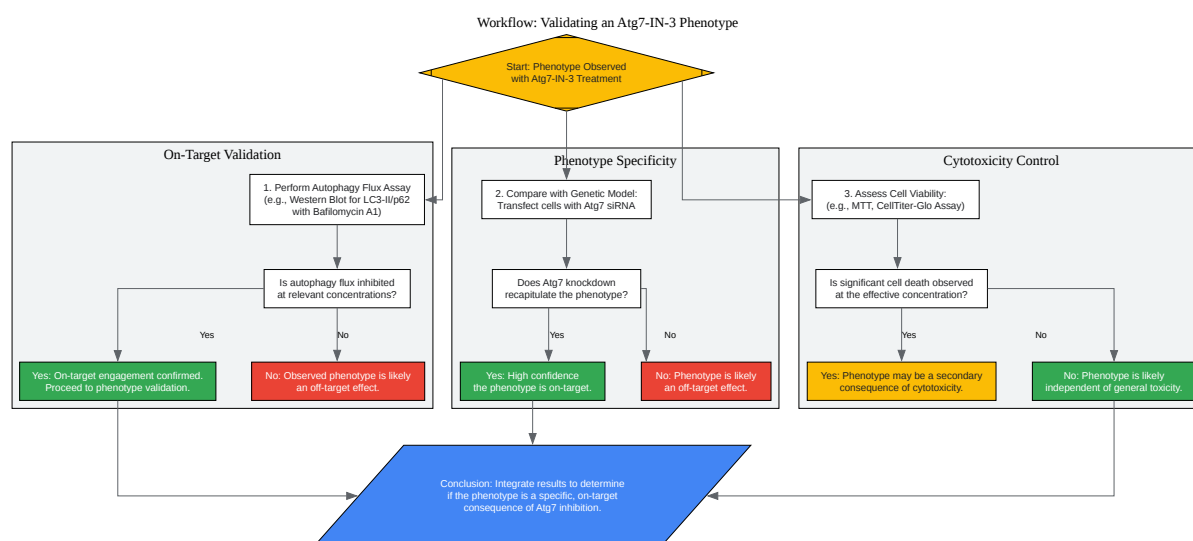 Workflow: Validating an Atg7-IN-3 Phenotype
Start: Phenotype Observed
with Atg7-IN-3 Treatment
On-Target Validation
1. Perform Autophagy Flux Assay
(e.g., Western Blot for LC3-II/p62
with Bafilomycin A1)
Is autophagy flux inhibited
at relevant concentrations?
Yes
No
Yes: On-target engagement confirmed.
Proceed to phenotype validation.
No: Observed phenotype is likely
an off-target effect.
Phenotype Specificity
2. Compare with Genetic Model:
Transfect cells with Atg7 siRNA
Does Atg7 knockdown
recapitulate the phenotype?
Yes
No
Yes: High confidence
the phenotype is on-target.
No: Phenotype is likely
an off-target effect.
Cytotoxicity Control
3. Assess Cell Viability:
(e.g., MTT, CellTiter-Glo Assay)
Is significant cell death observed
at the effective concentration?
Yes
No
Yes: Phenotype may be a secondary
consequence of cytotoxicity.
No: Phenotype is likely
independent of general toxicity.
Conclusion: Integrate results to determine
if the phenotype is a specific, on-target
consequence of Atg7 inhibition.